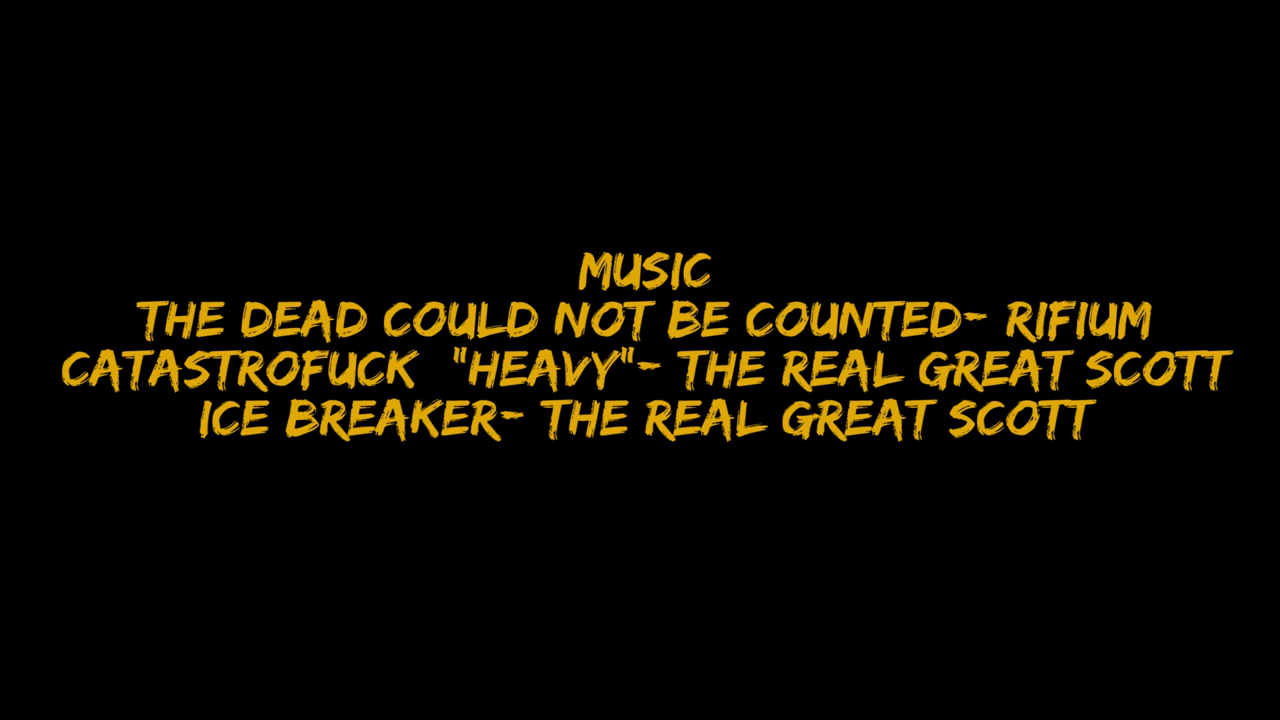 MUSIC
THE DEAD COULD NOT BE COUNTED- RIFIUM
CATASTROFUCK "HEAVY"- THE REAL GREAT SCOTT
ICE BREAKER- THE REAL GREAT SCOTT